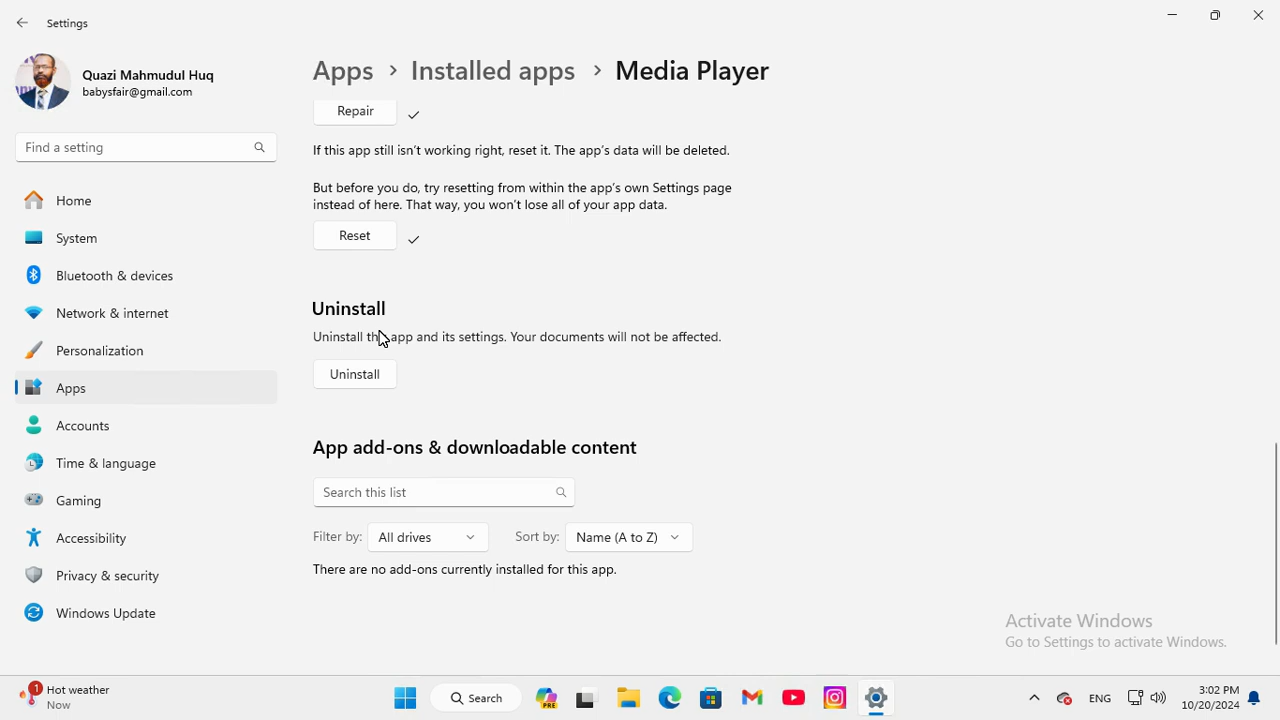 Settings
Quazi Mahmudul Huq
babysfair@gmail.com
Find a setting
Home
System
Bluetooth & devices
Network & internet
Personalization
Apps
Accounts
Time & language
Gaming
Accessibility
Privacy & security
Windows Update
Apps > Installed apps > Media Player
Repair
If this app still isn't working right, reset it. The app's data will be deleted.
But before you do, try resetting from within the app's own Settings page
instead of here. That way, you won't lose all of your app data.
Reset
Uninstall
Uninstall this app and its settings. Your documents will not be affected.
Uninstall
App add-ons & downloadable content
Search this list
Filter by: All drives Sort by: Name (A to Z)
There are no add-ons currently installed for this app.
Activate Windows
Go to Settings to activate Windows.
1 Hot weather
Now
Search
PRE
ENG
3:02 PM
10/20/2024